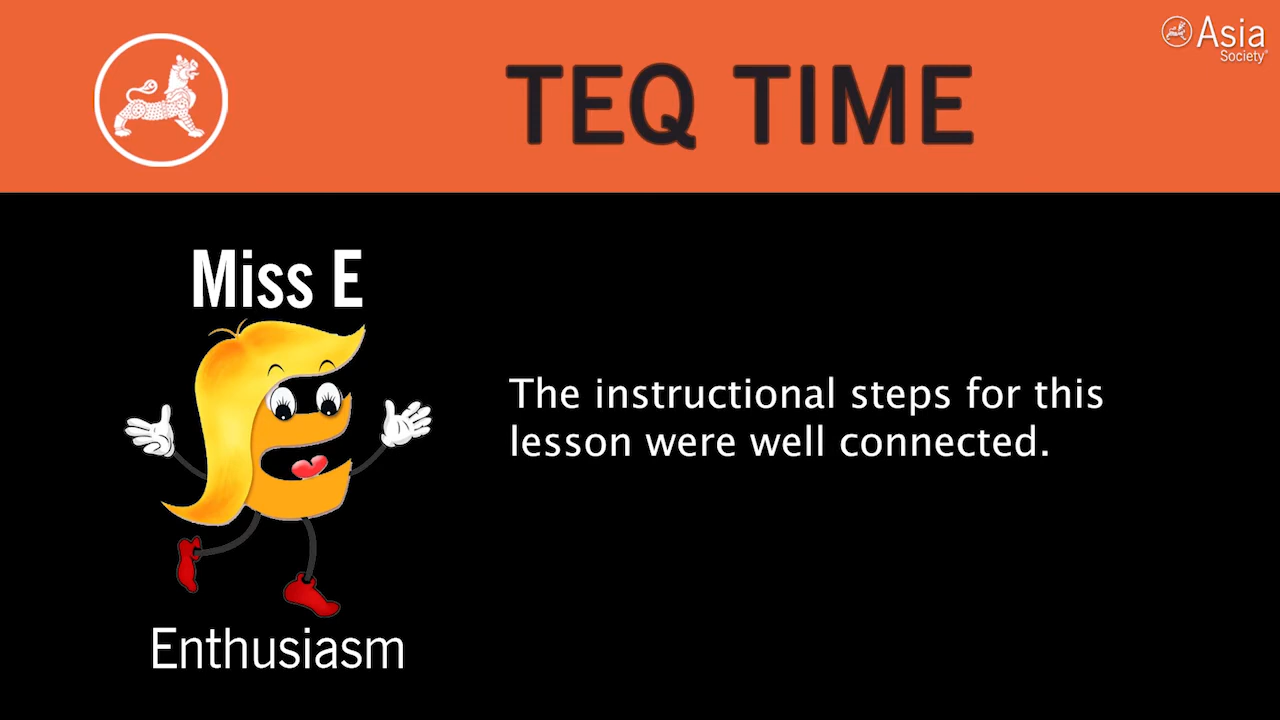 Asia
Society®
TEQ TIME
Miss E
The instructional steps for this
lesson were well connected.
Enthusiasm